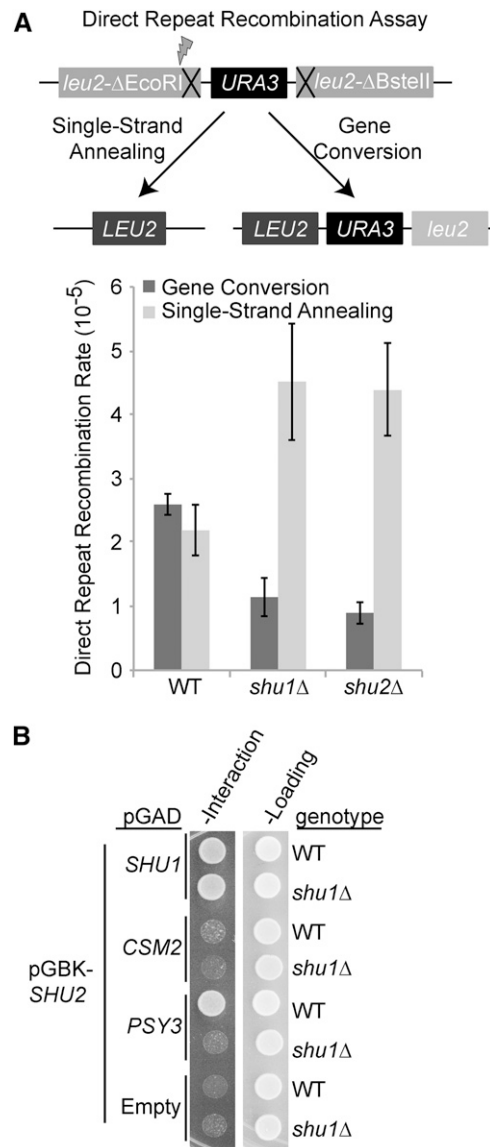 A
Direct Repeat Recombination Assay
leu2-ΔEcoRI URA3 leu2-ΔBsteII
Single-Strand Annealing
Gene Conversion
LEU2
LEU2 URA3 leu2
Direct Repeat Recombination Rate (10-5)
Gene Conversion
Single-Strand Annealing
6
5
4
3
2
1
0
WT shu1Δ shu2Δ
B
-Interaction
-Loading
pGAD genotype
pGBK-SHU2
SHU1
WT
shu1Δ
CSM2
WT
shu1Δ
PSY3
WT
shu1Δ
Empty
WT
shu1Δ